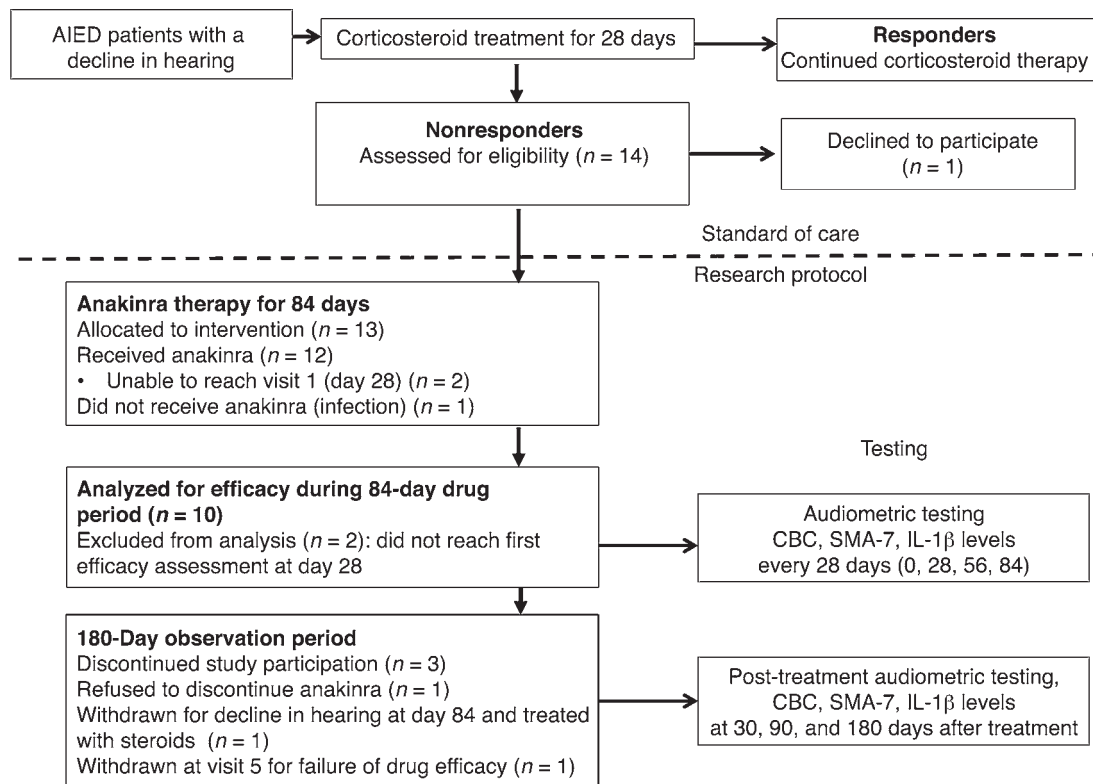 AIED patients with a
decline in hearing
Corticosteroid treatment for 28 days
Responders
Continued corticosteroid therapy
Nonresponders
Assessed for eligibility (n = 14)
Declined to participate
(n = 1)
Standard of care
Research protocol
Anakinra therapy for 84 days
Allocated to intervention (n = 13)
Received anakinra (n = 12)
• Unable to reach visit 1 (day 28) (n = 2)
Did not receive anakinra (infection) (n = 1)
Testing
Analyzed for efficacy during 84-day drug
period (n = 10)
Excluded from analysis (n = 2): did not reach first
efficacy assessment at day 28
Audiometric testing
CBC, SMA-7, IL-1β levels
every 28 days (0, 28, 56, 84)
180-Day observation period
Discontinued study participation (n = 3)
Refused to discontinue anakinra (n = 1)
Withdrawn for decline in hearing at day 84 and treated
with steroids (n = 1)
Withdrawn at visit 5 for failure of drug efficacy (n = 1)
Post-treatment audiometric testing,
CBC, SMA-7, IL-1β levels
at 30, 90, and 180 days after treatment